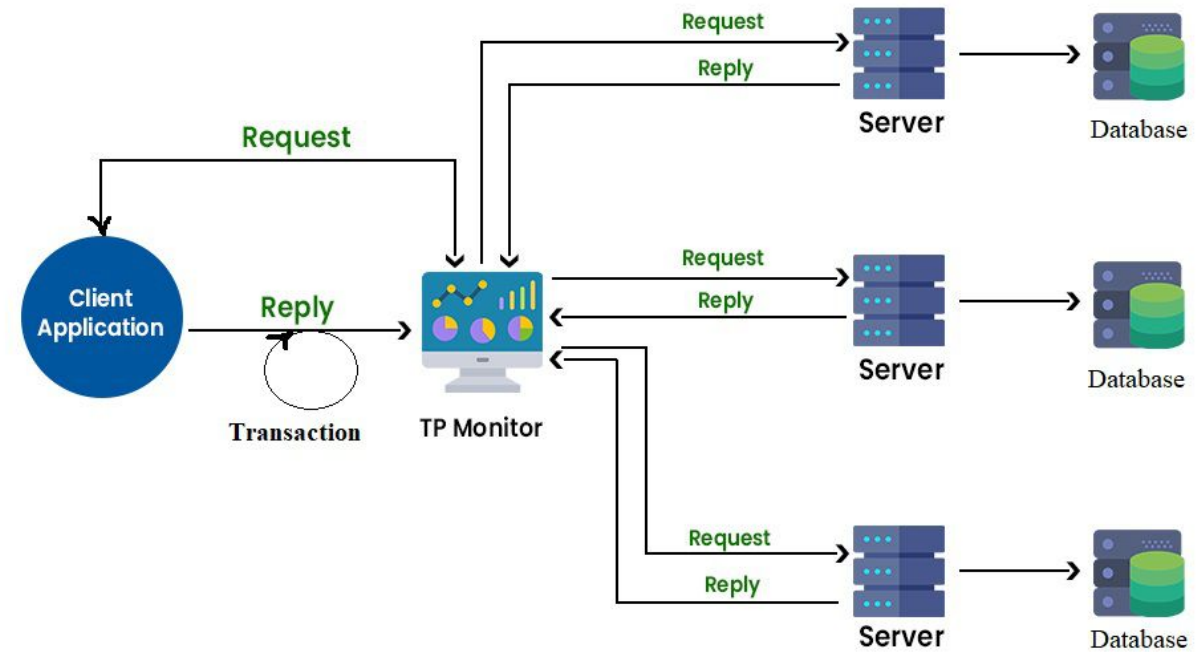 Request
Reply
Server
Database
Request
Client
Application
Reply
Transaction
TP Monitor
Request
Reply
Server
Database
Request
Reply
Server
Database